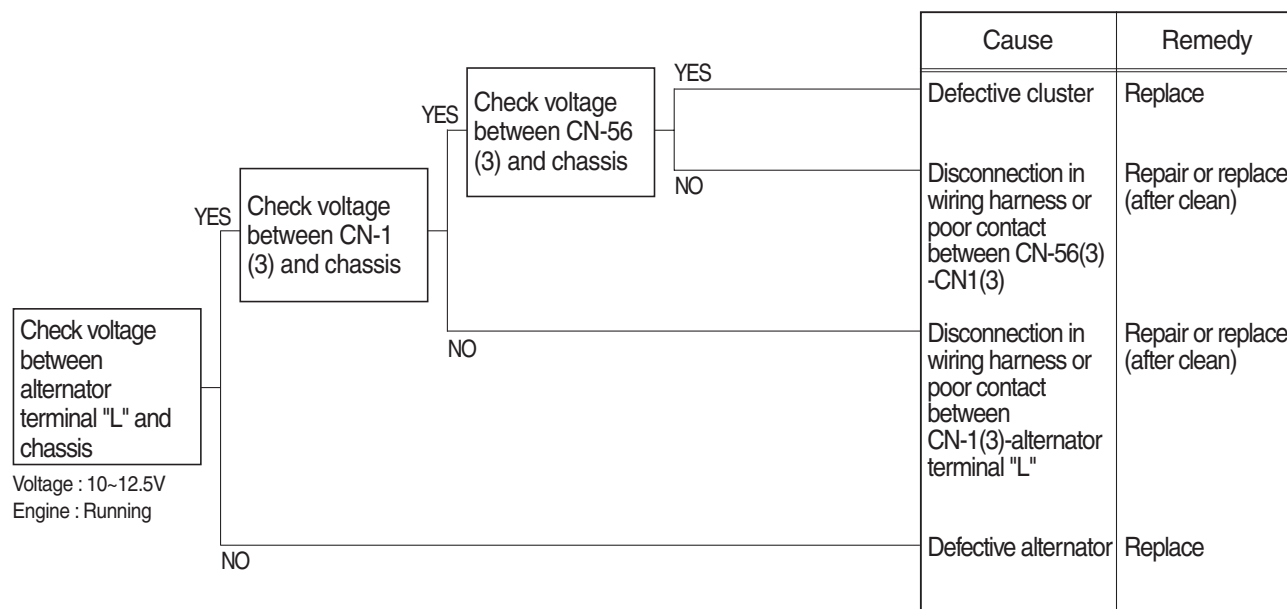 Cause
Remedy
YES
Check voltage
between CN-56
(3) and chassis
YES
Defective cluster
Replace
NO
Disconnection in
wiring harness or
poor contact
between CN-56(3)
-CN1(3)
Repair or replace
(after clean)
YES
Check voltage
between CN-1
(3) and chassis
NO
Disconnection in
wiring harness or
poor contact
between
CN-1(3)-alternator
terminal "L"
Repair or replace
(after clean)
Check voltage
between
alternator
terminal "L" and
chassis
Voltage : 10~12.5V
Engine : Running
NO
Defective alternator
Replace